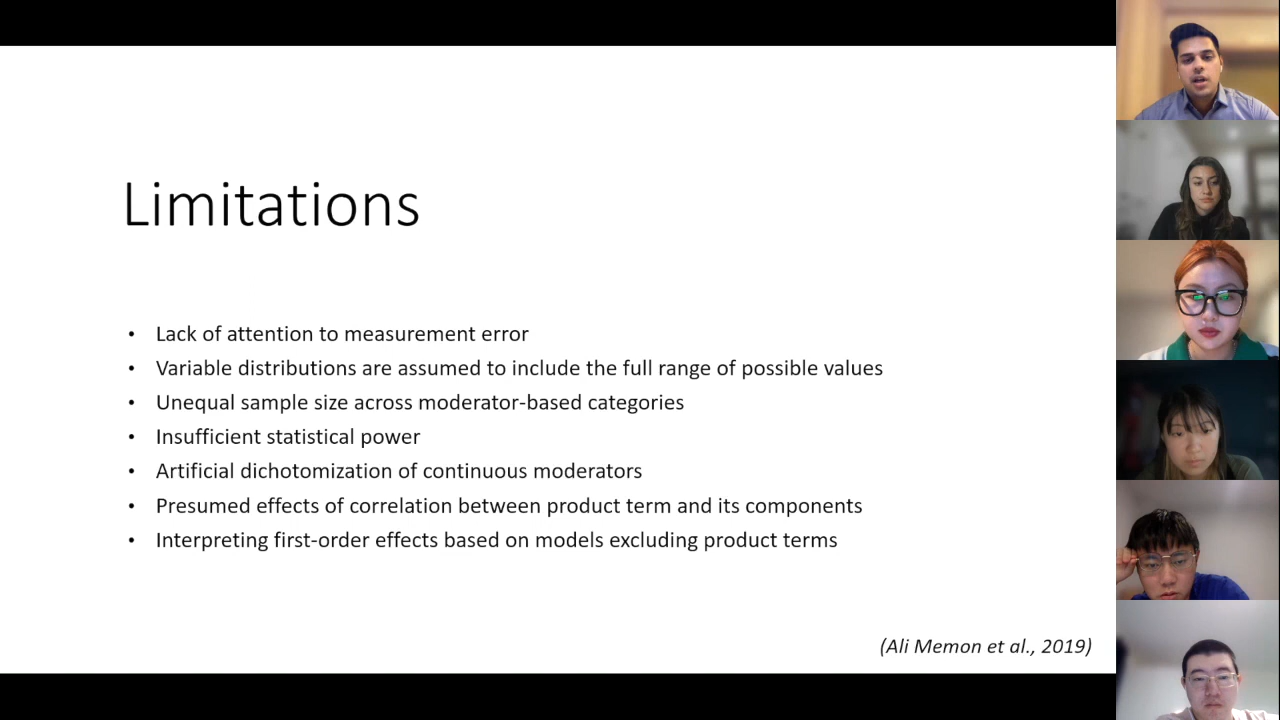 Limitations
• Lack of attention to measurement error
• Variable distributions are assumed to include the full range of possible values
• Unequal sample size across moderator-based categories
• Insufficient statistical power
• Artificial dichotomization of continuous moderators
• Presumed effects of correlation between product term and its components
• Interpreting first-order effects based on models excluding product terms
(Ali Memon et al., 2019)